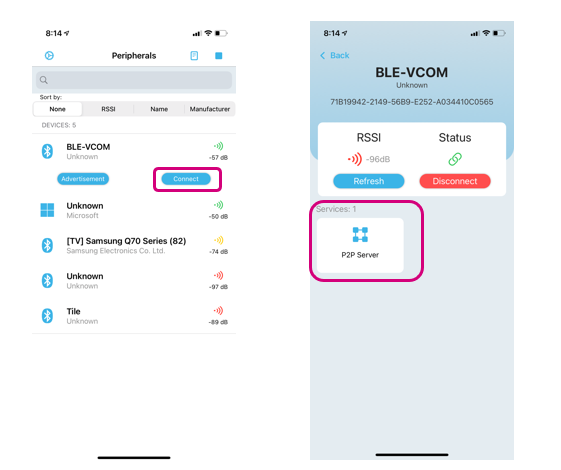 8:14
Peripherals
Sort by:
None RSSI Name Manufacturer
DEVICES: 5
BLE-VCOM
Unknown
-57 dB
Advertisement Connect
Unknown
Microsoft
-50 dB
[TV] Samsung Q70 Series (82)
Samsung Electronics Co. Ltd.
-74 dB
Unknown
Unknown
-97 dB
Tile
Unknown
-89 dB
8:14
Back
BLE-VCOM
Unknown
71B19942-2149-56B9-E252-A034410C0565
RSSI Status
-96dB
Refresh Disconnect
Services: 1
P2P Server